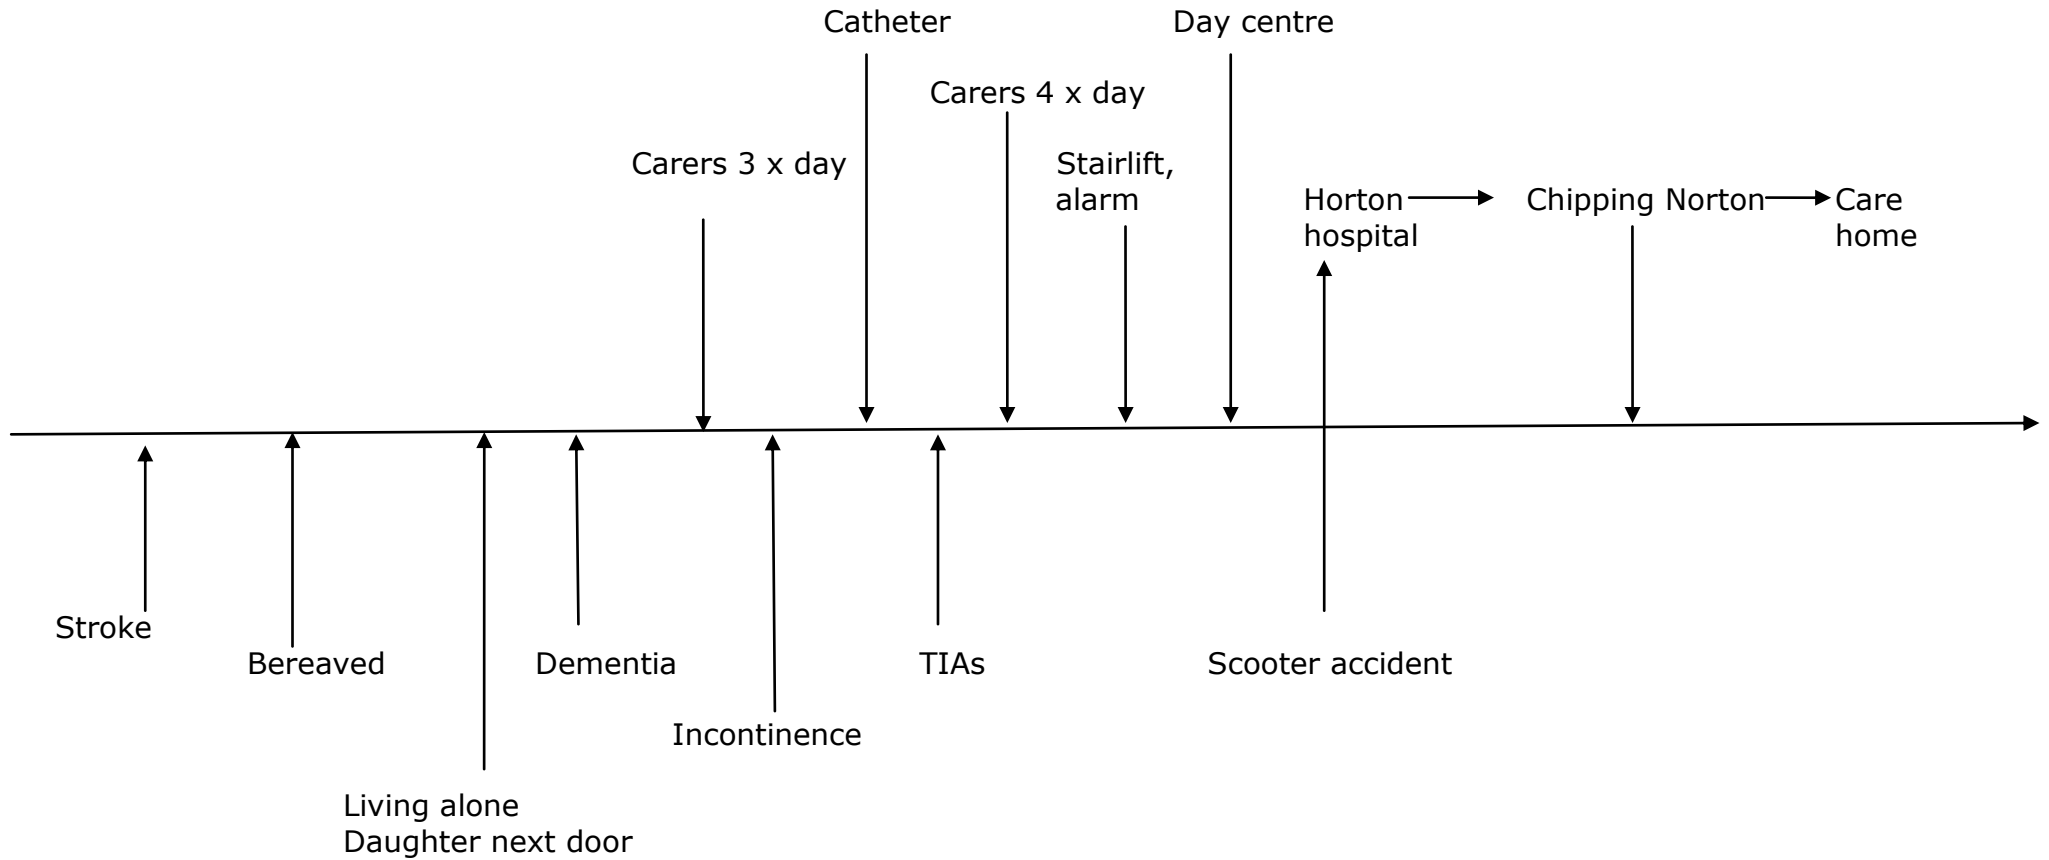 Catheter
Day centre
Carers 4 x day
Carers 3 x day
Stairlift,
alarm
Horton
hospital
Chipping Norton
Care
home
Stroke
Bereaved
Dementia
TIAs
Scooter accident
Incontinence
Living alone
Daughter next door